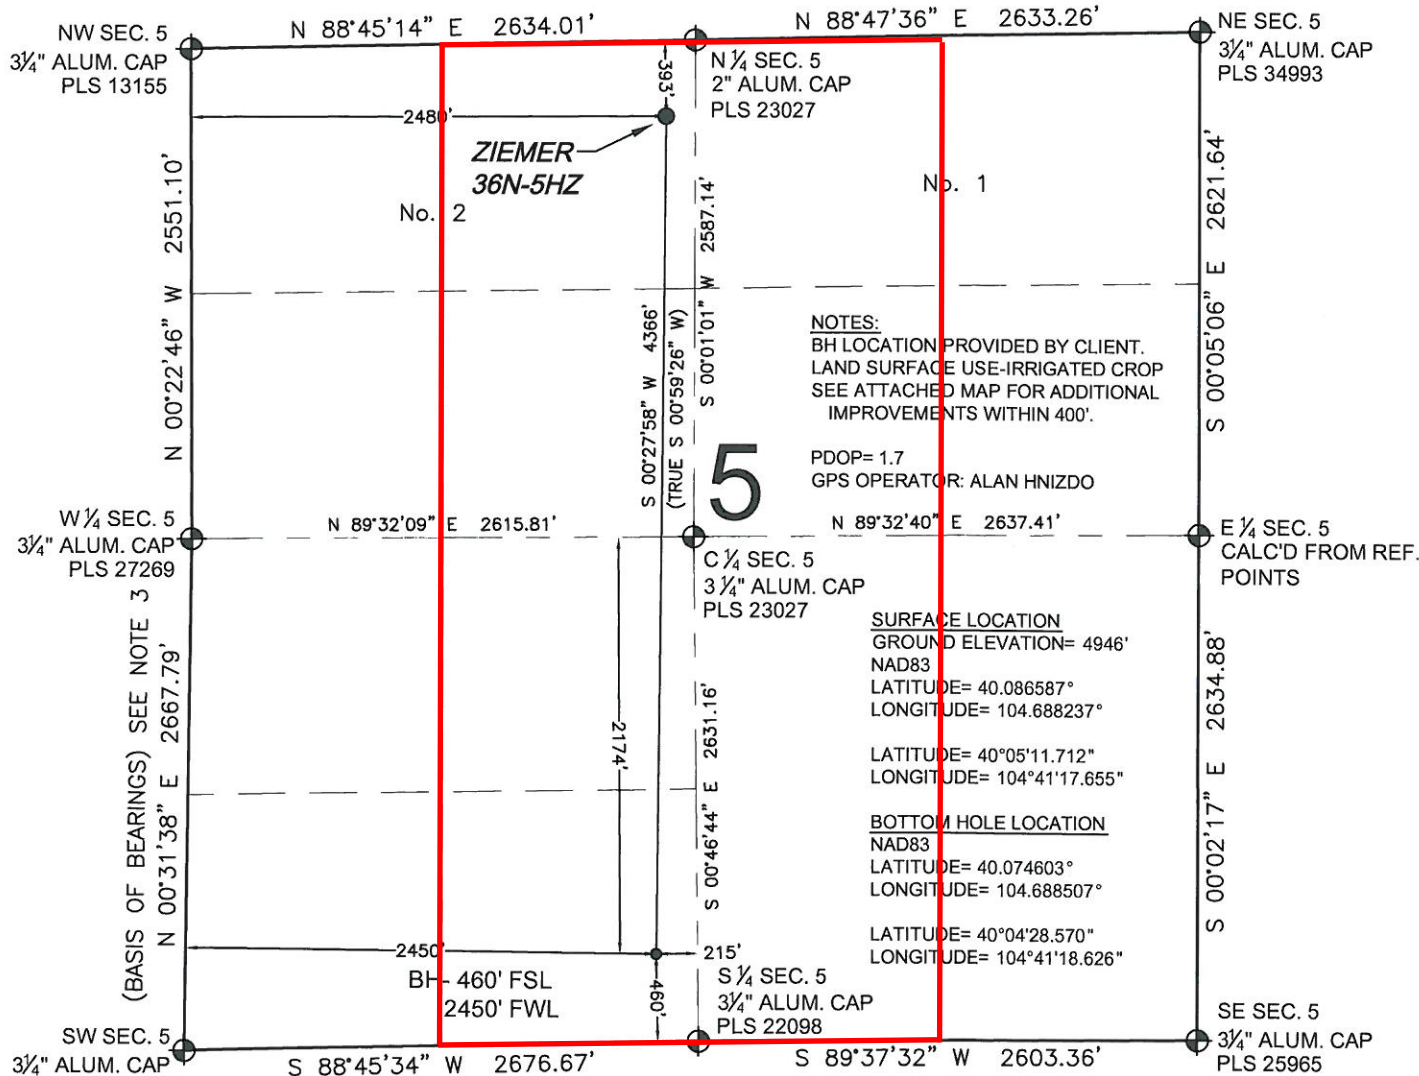 N 88°45'14" E 2634.01'
N 88°47'36" E 2633.26'
NW SEC. 5
3¼" ALUM. CAP
PLS 13155
N ¼ SEC. 5
2" ALUM. CAP
PLS 23027
NE SEC. 5
3¼" ALUM. CAP
PLS 34993
393'
2480'
ZIEMER
36N-5HZ
No. 2
No. 1
N 00°22'46" W 2551.10'
S 00°27'58" W 4366'
(TRUE S 00°59'26" W)
S 00°01'01" W 2587.14'
S 00°05'06" E 2621.64'
NOTES:
BH LOCATION PROVIDED BY CLIENT.
LAND SURFACE USE-IRRIGATED CROP
SEE ATTACHED MAP FOR ADDITIONAL
IMPROVEMENTS WITHIN 400'.
PDOP= 1.7
GPS OPERATOR: ALAN HNIZDO
5
W ¼ SEC. 5
3¼" ALUM. CAP
PLS 27269
N 89°32'09" E 2615.81'
N 89°32'40" E 2637.41'
C ¼ SEC. 5
3 ¼" ALUM. CAP
PLS 23027
E ¼ SEC. 5
CALC'D FROM REF.
POINTS
(BASIS OF BEARINGS) SEE NOTE 3
N 00°31'38" E 2667.79'
2174'
S 00°46'44" E 2631.16'
S 00°02'17" E 2634.88'
SURFACE LOCATION
GROUND ELEVATION= 4946'
NAD83
LATITUDE= 40.086587°
LONGITUDE= 104.688237°
LATITUDE= 40°05'11.712"
LONGITUDE= 104°41'17.655"
BOTTOM HOLE LOCATION
NAD83
LATITUDE= 40.074603°
LONGITUDE= 104.688507°
LATITUDE= 40°04'28.570"
LONGITUDE= 104°41'18.626"
2450'
215'
460'
BH- 460' FSL
2450' FWL
S ¼ SEC. 5
3¼" ALUM. CAP
PLS 22098
SW SEC. 5
3¼" ALUM. CAP
SE SEC. 5
3¼" ALUM. CAP
PLS 25965
S 88°45'34" W 2676.67'
S 89°37'32" W 2603.36'